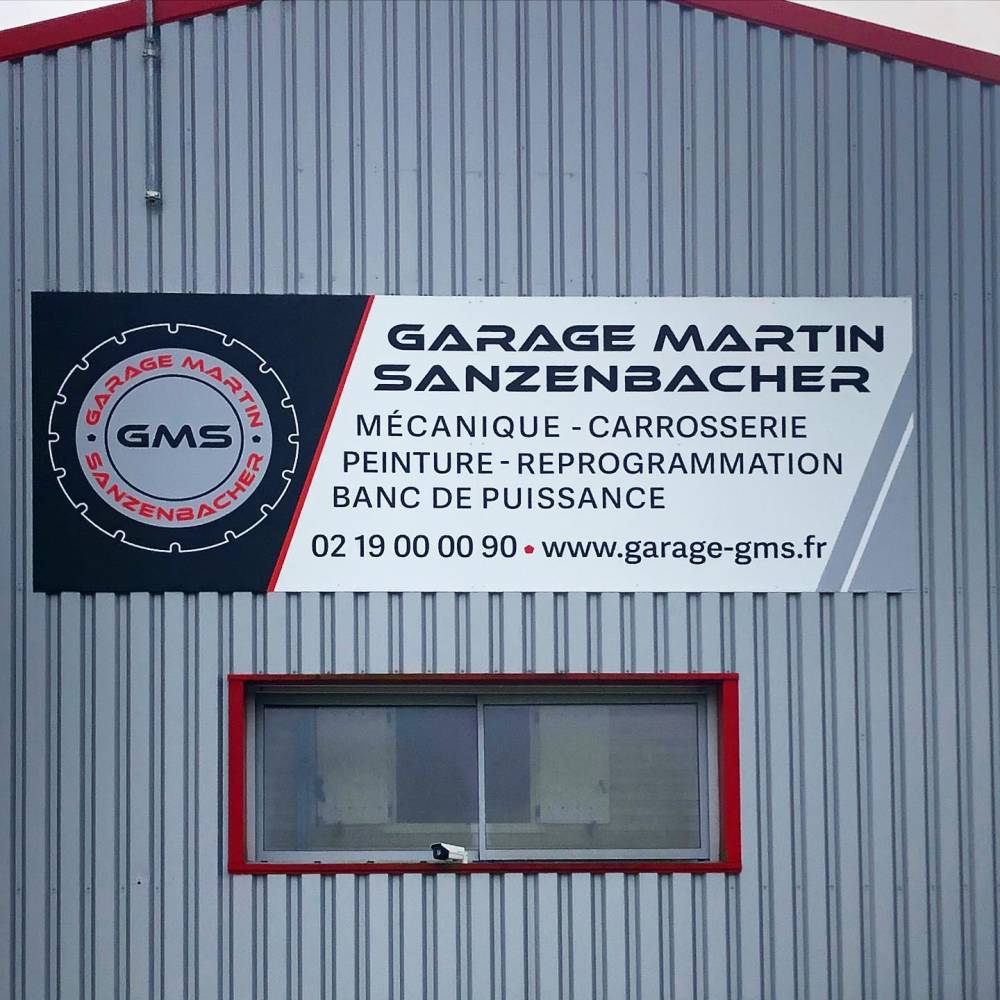 GARAGE MARTIN
SANZENBACHER
GMS
GARAGE MARTIN
SANZENBACHER
MÉCANIQUE - CARROSSERIE
PEINTURE - REPROGRAMMATION
BANC DE PUISSANCE
02 19 00 00 90 • www.garage-gms.fr